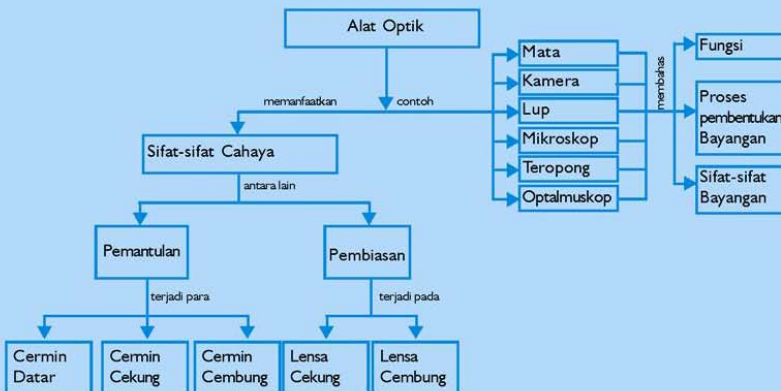 Alat Optik
memanfaatkan
contoh
Sifat-sifat Cahaya
antara lain
Pemantulan
Pembiasan
terjadi para
terjadi pada
Cermin
Datar
Cermin
Cekung
Cermin
Cembung
Lensa
Cekung
Lensa
Cembung
Mata
Kamera
Lup
Mikroskop
Teropong
Optalmuskop
membahas
Fungsi
Proses
pembentukan
Bayangan
Sifat-sifat
Bayangan